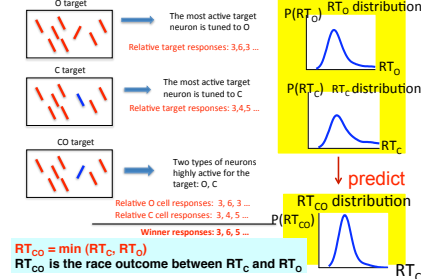 O target
The most active target
neuron is tuned to O
Relative target responses: 3,6,3 ...
C target
The most active target
neuron is tuned to C
Relative target responses: 3,4,5 ...
CO target
Two types of neurons
highly active for the
target: O, C
Relative O cell responses: 3, 6, 3 ...
Relative C cell responses: 3, 4, 5 ...
Winner responses: 3, 6, 5 ...
RTCO = min (RTC, RTO)
RTCO is the race outcome between RTC and RTO
P(RTO) RTO distribution
RTO
P(RTC) RTC distribution
RTC
predict
RTCO distribution
P(RTCO)
RTC